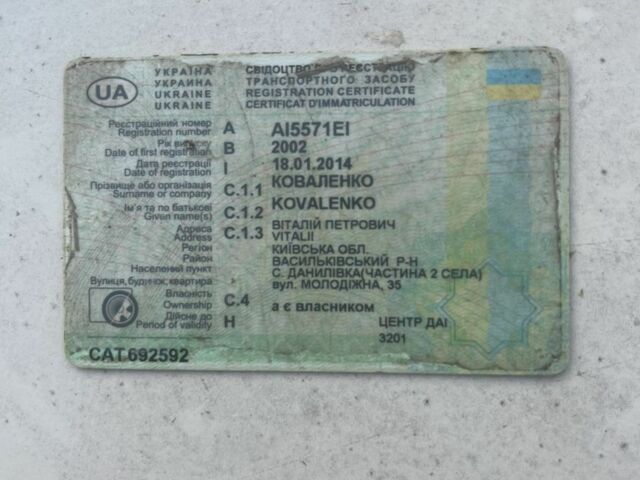 UA
УКРАЇНА
УКРАИНА
UKRAINE
UKRAINE
СВІДОЦТВО ПРО РЕЄСТРАЦІЮ
ТРАНСПОРТНОГО ЗАСОБУ
REGISTRATION CERTIFICATE
CERTIFICAT D'IMMATRICULATION
Реєстраційний номер
Registration number A AI5571EI
Рік випуску
Date of first registration B 2002
Дата реєстрації
Date of registration I 18.01.2014
Прізвище або організація
Surname or company C.1.1 КОВАЛЕНКО
KOVALENKO
Ім'я та по батькові
Given name(s) C.1.2 ВІТАЛІЙ ПЕТРОВИЧ
VITALII
Адреса
Address C.1.3 КИЇВСЬКА ОБЛ.
Регіон
Район ВАСИЛЬКІВСЬКИЙ Р-Н
Населений пункт С. ДАНИЛІВКА(ЧАСТИНА 2 СЕЛА)
Вулиця, будинок, квартира вул. МОЛОДІЖНА, 35
Власність
Ownership C.4 а є власником
Дійсне до
Period of validity H ЦЕНТР ДАІ
3201
САТ692592